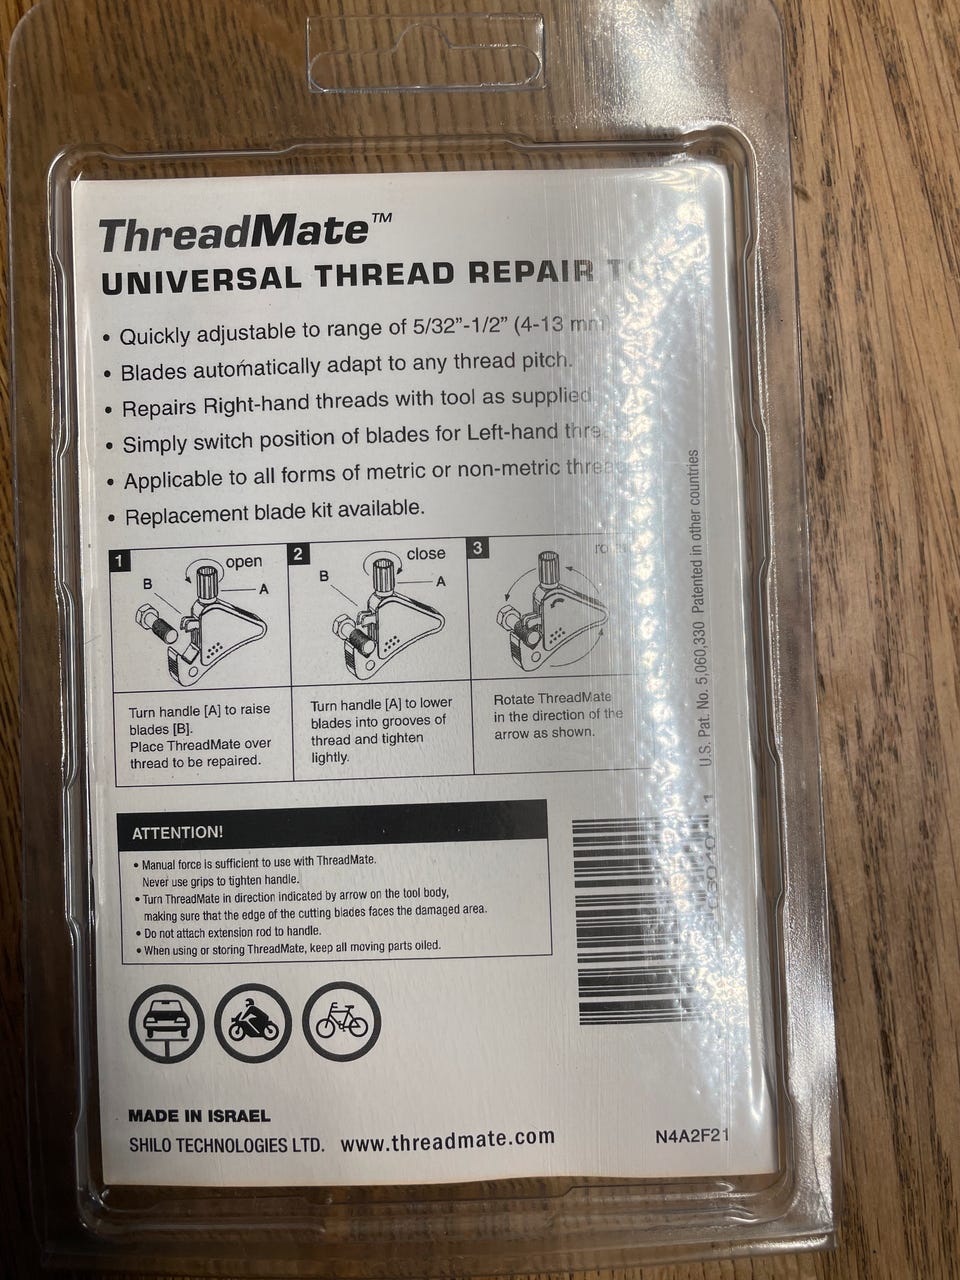 ThreadMate™
UNIVERSAL THREAD REPAIR
• Quickly adjustable to range of 5/32”-1/2” (4-13 mm)
• Blades automatically adapt to any thread pitch.
• Repairs Right-hand threads with tool as supplied
• Simply switch position of blades for Left-hand
• Applicable to all forms of metric or non-metric
• Replacement blade kit available.
1 open B A
2 close B A
3
Turn handle [A] to raise
blades [B].
Place ThreadMate over
thread to be repaired.
Turn handle [A] to lower
blades into grooves of
thread and tighten
lightly.
Rotate ThreadMate
in the direction of the
arrow as shown.
U.S. Pat. No. 5,060,330 Patented in other countries
ATTENTION!
• Manual force is sufficient to use with ThreadMate.
Never use grips to tighten handle.
• Turn ThreadMate in direction indicated by arrow on the tool body,
making sure that the edge of the cutting blades faces the damaged area.
• Do not attach extension rod to handle.
• When using or storing ThreadMate, keep all moving parts oiled.
MADE IN ISRAEL
SHILO TECHNOLOGIES LTD. www.threadmate.com
N4A2F21